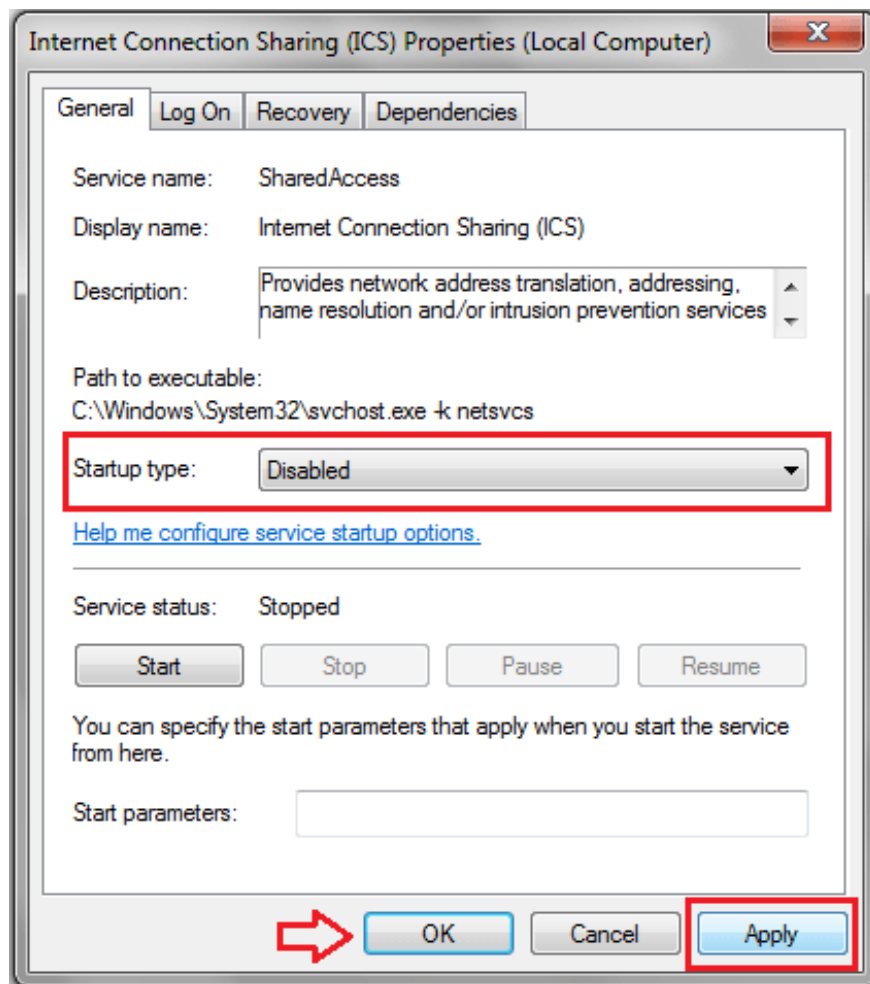 Internet Connection Sharing (ICS) Properties (Local Computer)
General Log On Recovery Dependencies
Service name: SharedAccess
Display name: Internet Connection Sharing (ICS)
Description: Provides network address translation, addressing,
name resolution and/or intrusion prevention services
Path to executable:
C:\Windows\System32\svchost.exe -k netsvcs
Startup type: Disabled
Help me configure service startup options.
Service status: Stopped
Start Stop Pause Resume
You can specify the start parameters that apply when you start the service
from here.
Start parameters:
OK Cancel Apply